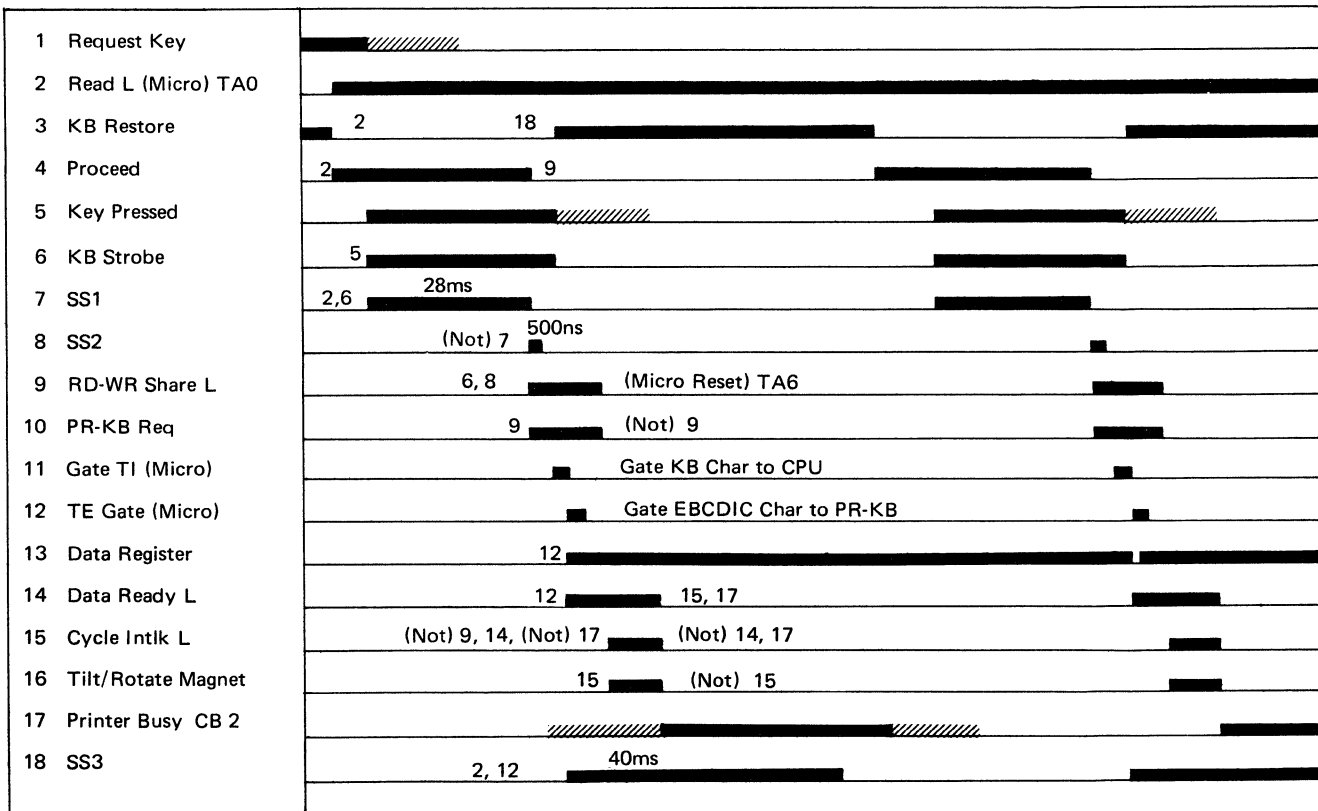 1 Request Key
2 Read L (Micro) TA0
3 KB Restore 2 18
4 Proceed 2 9
5 Key Pressed
6 KB Strobe 5
7 SS1 2,6 28ms
8 SS2 (Not) 7 500ns
9 RD-WR Share L 6, 8 (Micro Reset) TA6
10 PR-KB Req 9 (Not) 9
11 Gate TI (Micro) Gate KB Char to CPU
12 TE Gate (Micro) Gate EBCDIC Char to PR-KB
13 Data Register 12
14 Data Ready L 12 15, 17
15 Cycle Intlk L (Not) 9, 14, (Not) 17 (Not) 14, 17
16 Tilt/Rotate Magnet 15 (Not) 15
17 Printer Busy CB 2
18 SS3 2, 12 40ms